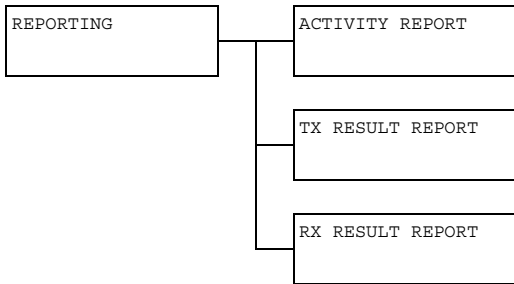 REPORTING
ACTIVITY REPORT
TX RESULT REPORT
RX RESULT REPORT